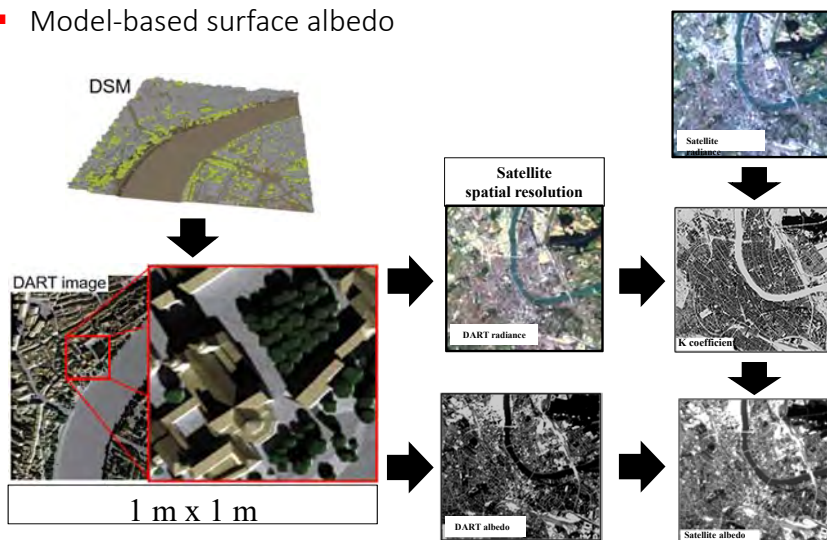 Model-based surface albedo
DSM
Satellite
radiance
Satellite
spatial resolution
DART image
DART radiance
K coefficient
1 m x 1 m
DART albedo
Satellite albedo